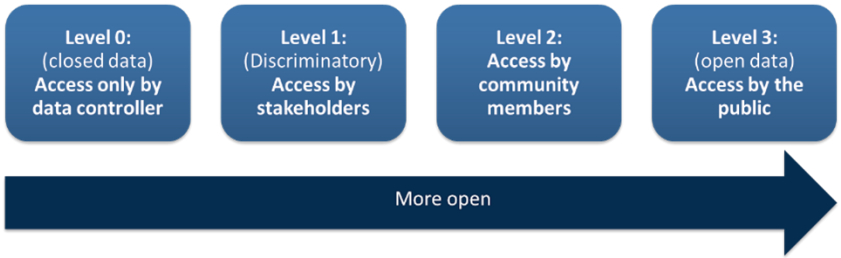 Level 0:
(closed data)
Access only by
data controller
Level 1:
(Discriminatory)
Access by
stakeholders
Level 2:
Access by
community
members
Level 3:
(open data)
Access by the
public
More open